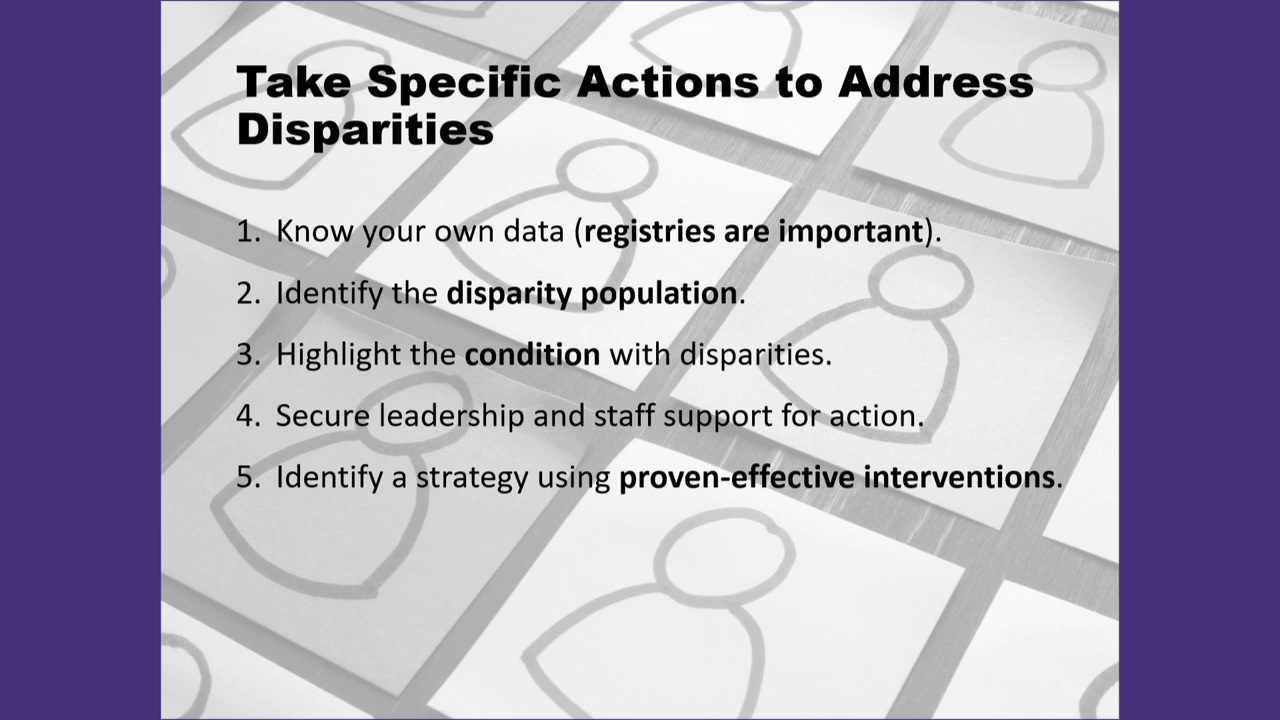 Take Specific Actions to Address
Disparities
1. Know your own data (registries are important).
2. Identify the disparity population.
3. Highlight the condition with disparities.
4. Secure leadership and staff support for action.
5. Identify a strategy using proven-effective interventions.